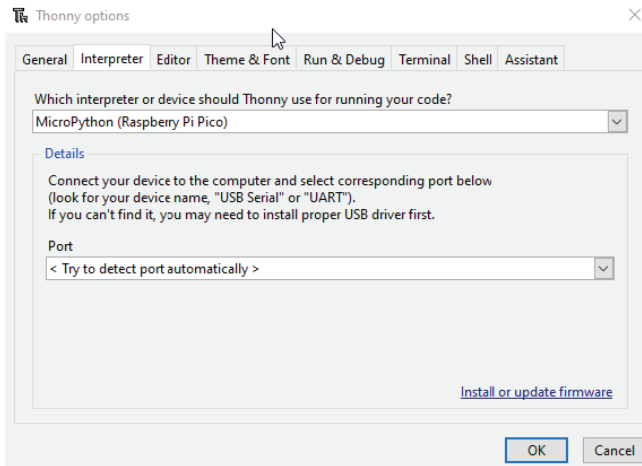 Thonny options
General Interpreter Editor Theme & Font Run & Debug Terminal Shell Assistant
Which interpreter or device should Thonny use for running your code?
MicroPython (Raspberry Pi Pico)
Details
Connect your device to the computer and select corresponding port below
(look for your device name, "USB Serial" or "UART").
If you can't find it, you may need to install proper USB driver first.
Port
< Try to detect port automatically >
Install or update firmware
OK Cancel